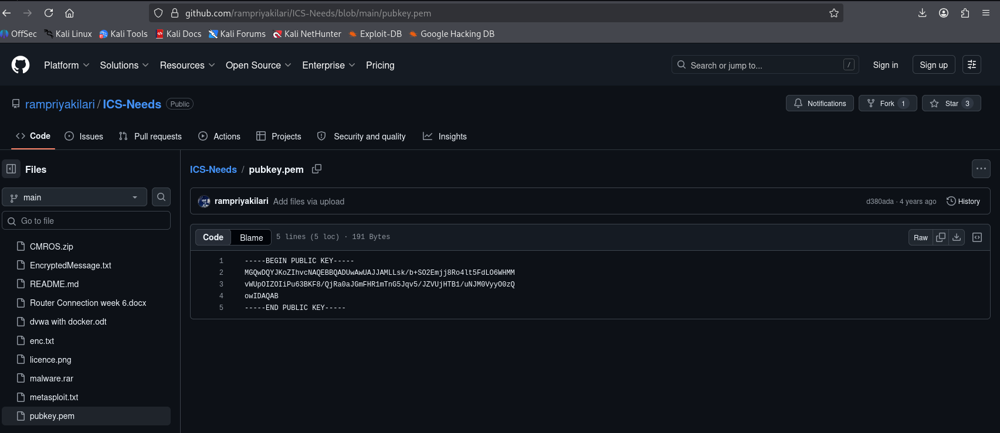 github.com/rampriyakilari/ICS-Needs/blob/main/pubkey.pem
OffSec Kali Linux Kali Tools Kali Docs Kali Forums Kali NetHunter Exploit-DB Google Hacking DB
Platform Solutions Resources Open Source Enterprise Pricing Search or jump to... / Sign in Sign up
rampriyakilari / ICS-Needs Public Notifications Fork 1 Star 3
Code Issues Pull requests Actions Projects Security and quality Insights
Files
main
Go to file
CMROS.zip
EncryptedMessage.txt
README.md
Router Connection week 6.docx
dvwa with docker.odt
enc.txt
licence.png
malware.rar
metasploit.txt
pubkey.pem
ICS-Needs / pubkey.pem
rampriyakilari Add files via upload d380ada · 4 years ago History
Code Blame 5 lines (5 loc) · 191 Bytes Raw
1 -----BEGIN PUBLIC KEY-----
2 MGQwDQYJKoZIhvcNAQEBBQADUwAwUAJJAMLLsk/b+SO2Emjj8Ro4lt5FdLO6WHMM
3 vWUpOIZOIiPu63BKF8/QjRa0aJGmFHR1mTnG5Jqv5/JZVUjHTB1/uNJM0VyyO0zQ
4 owIDAQAB
5 -----END PUBLIC KEY-----